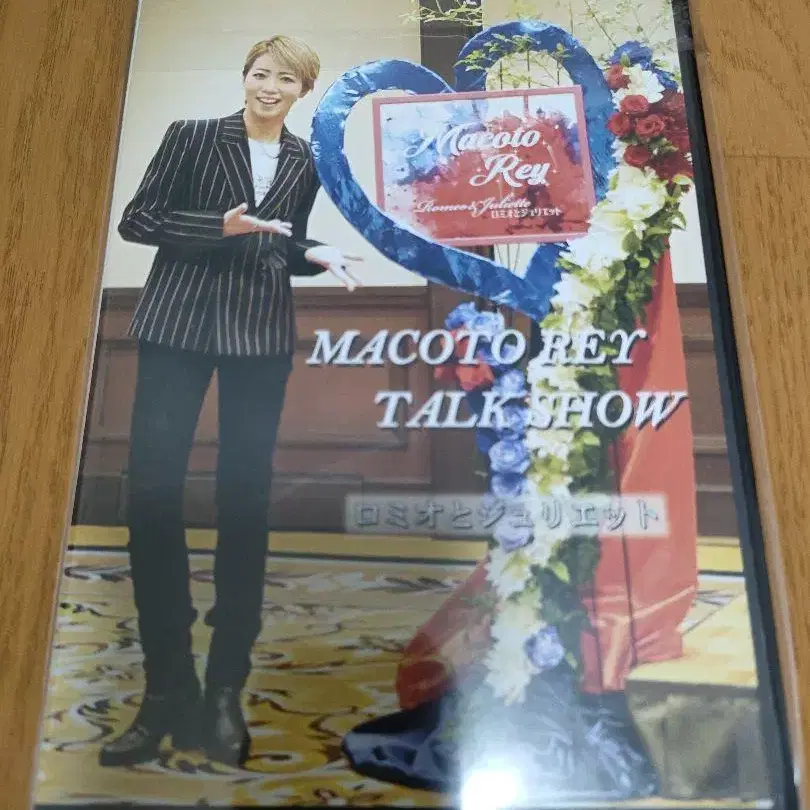 Macoto
Rey
Romeo & Juliette
ロミオとジュリエット
MACOTO REY
TALK SHOW
ロミオとジュリエット